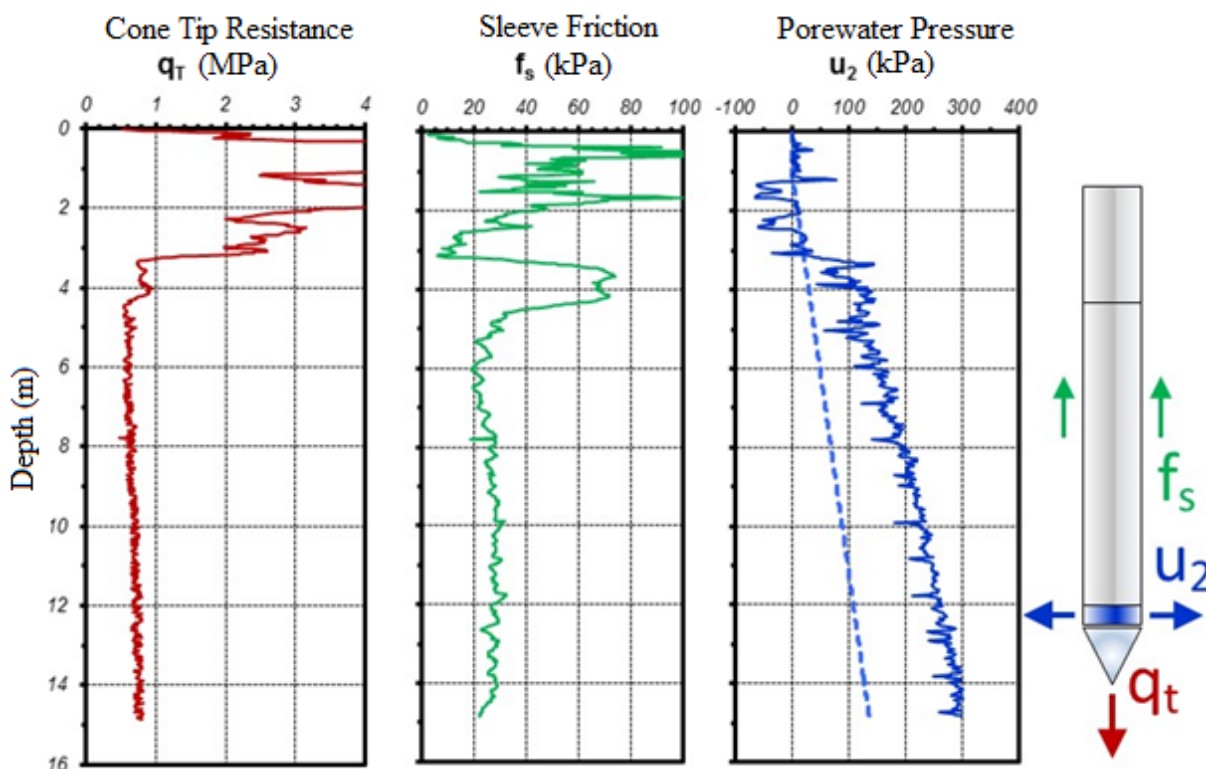 Cone Tip Resistance
qT (MPa)
Sleeve Friction
fs (kPa)
Porewater Pressure
u2 (kPa)
0 1 2 3 4
0 20 40 60 80 100
-100 0 100 200 300 400
0
2
4
6
8
10
12
14
16
Depth (m)
fs
u2
qt